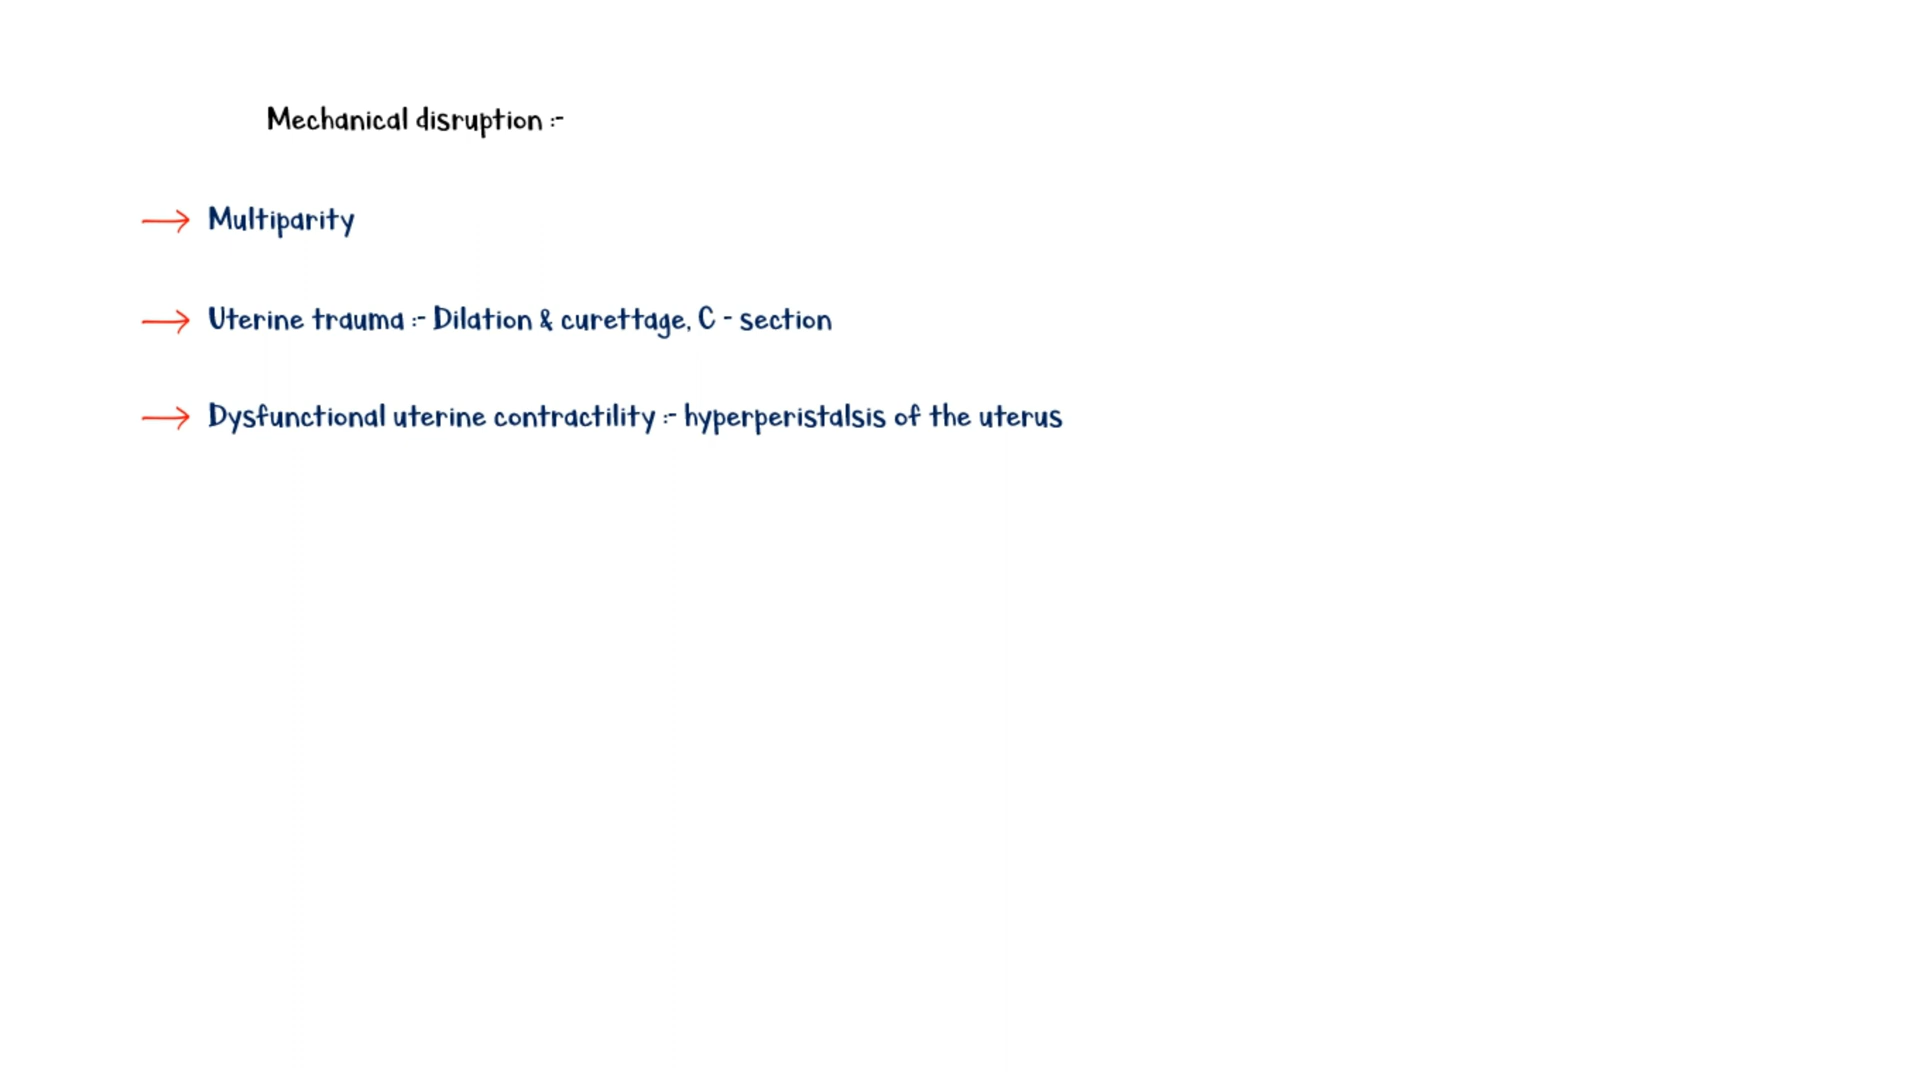 Mechanical disruption :-
→ Multiparity
→ Uterine trauma :- Dilation & curettage, C - section
→ Dysfunctional uterine contractility :- hyperperistalsis of the uterus